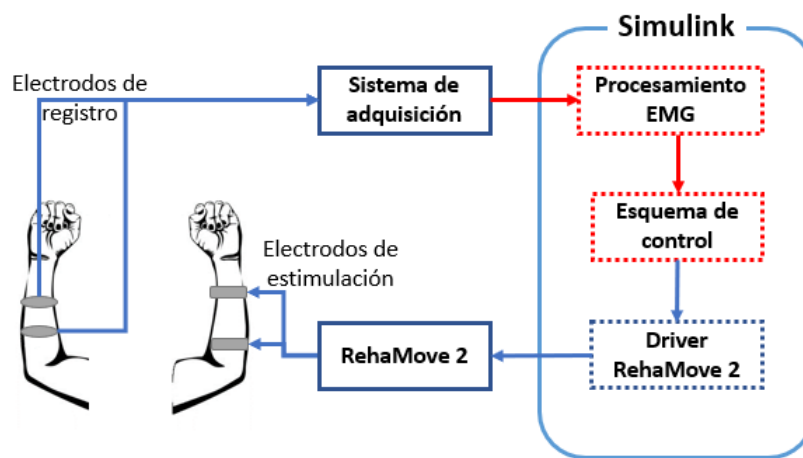 Simulink
Electrodos de
registro
Sistema de
adquisición
Procesamiento
EMG
Esquema de
control
Electrodos de
estimulación
RehaMove 2
Driver
RehaMove 2